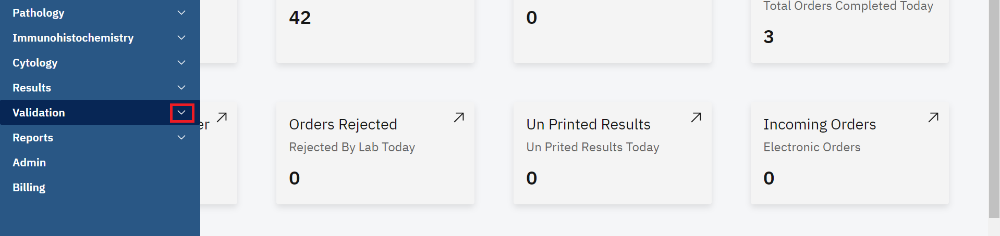 Pathology
Immunohistochemistry
Cytology
Results
Validation
Reports
Admin
Billing
42
0
Total Orders Completed Today
3
er
Orders Rejected
Rejected By Lab Today
0
Un Printed Results
Un Prited Results Today
0
Incoming Orders
Electronic Orders
0